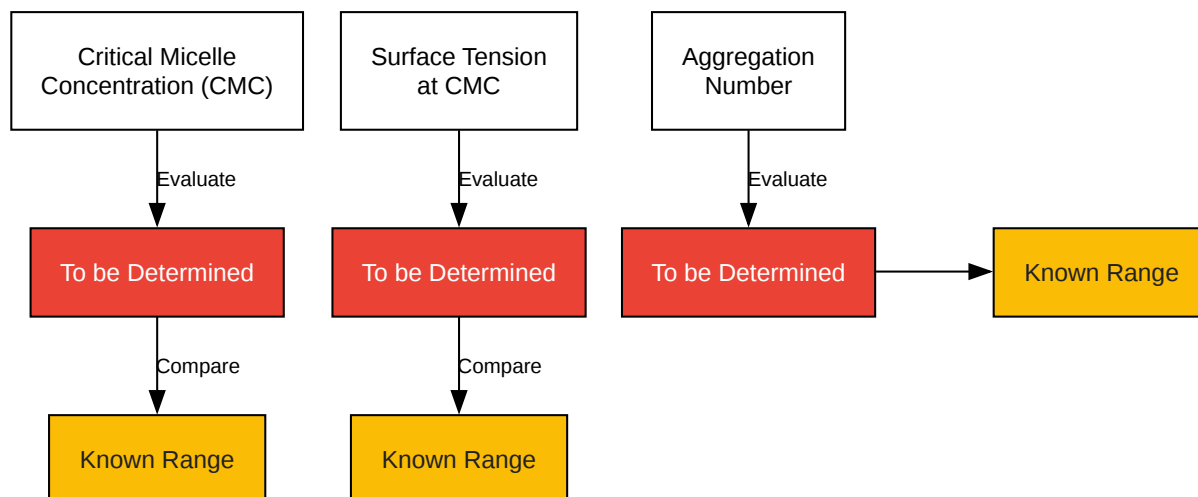 Critical Micelle
Concentration (CMC)
Surface Tension
at CMC
Aggregation
Number
Evaluate
Evaluate
Evaluate
To be Determined
To be Determined
To be Determined
Known Range
Compare
Compare
Known Range
Known Range